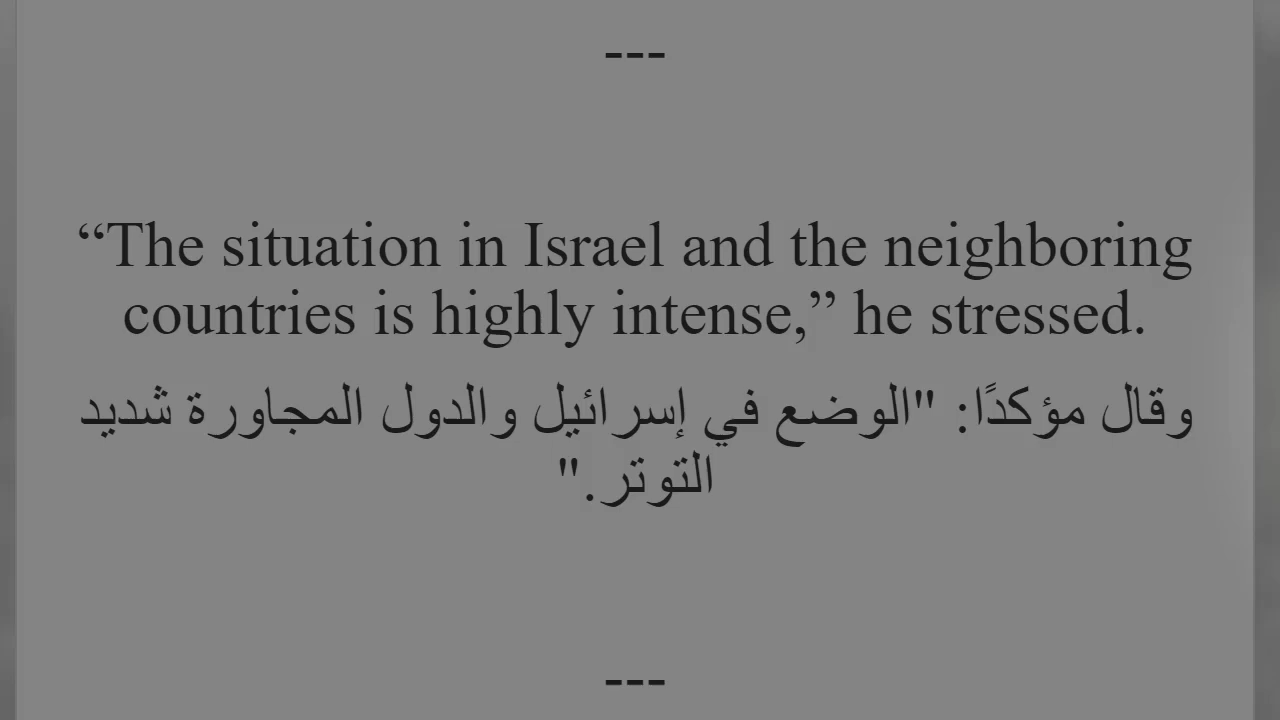 ---
“The situation in Israel and the neighboring
countries is highly intense,” he stressed.
وقال مؤكدًا: "الوضع في إسرائيل والدول المجاورة شديد
التوتر."
---